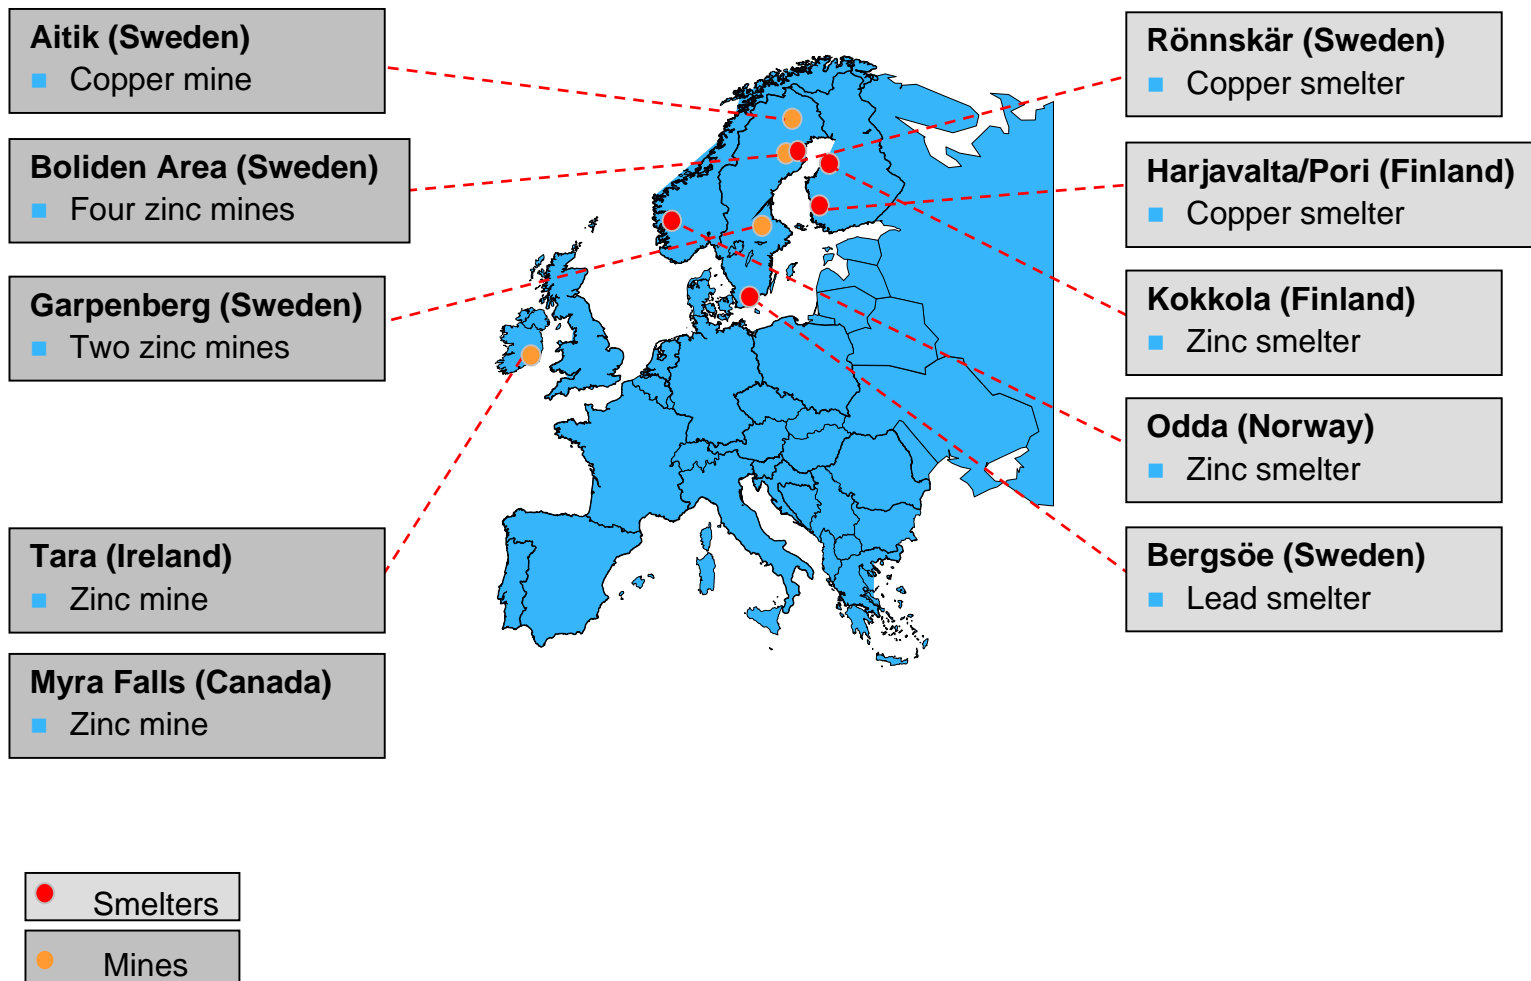 Aitik (Sweden)
Copper mine
Boliden Area (Sweden)
Four zinc mines
Garpenberg (Sweden)
Two zinc mines
Tara (Ireland)
Zinc mine
Myra Falls (Canada)
Zinc mine
Rönnskär (Sweden)
Copper smelter
Harjavalta/Pori (Finland)
Copper smelter
Kokkola (Finland)
Zinc smelter
Odda (Norway)
Zinc smelter
Bergsöe (Sweden)
Lead smelter
Smelters
Mines